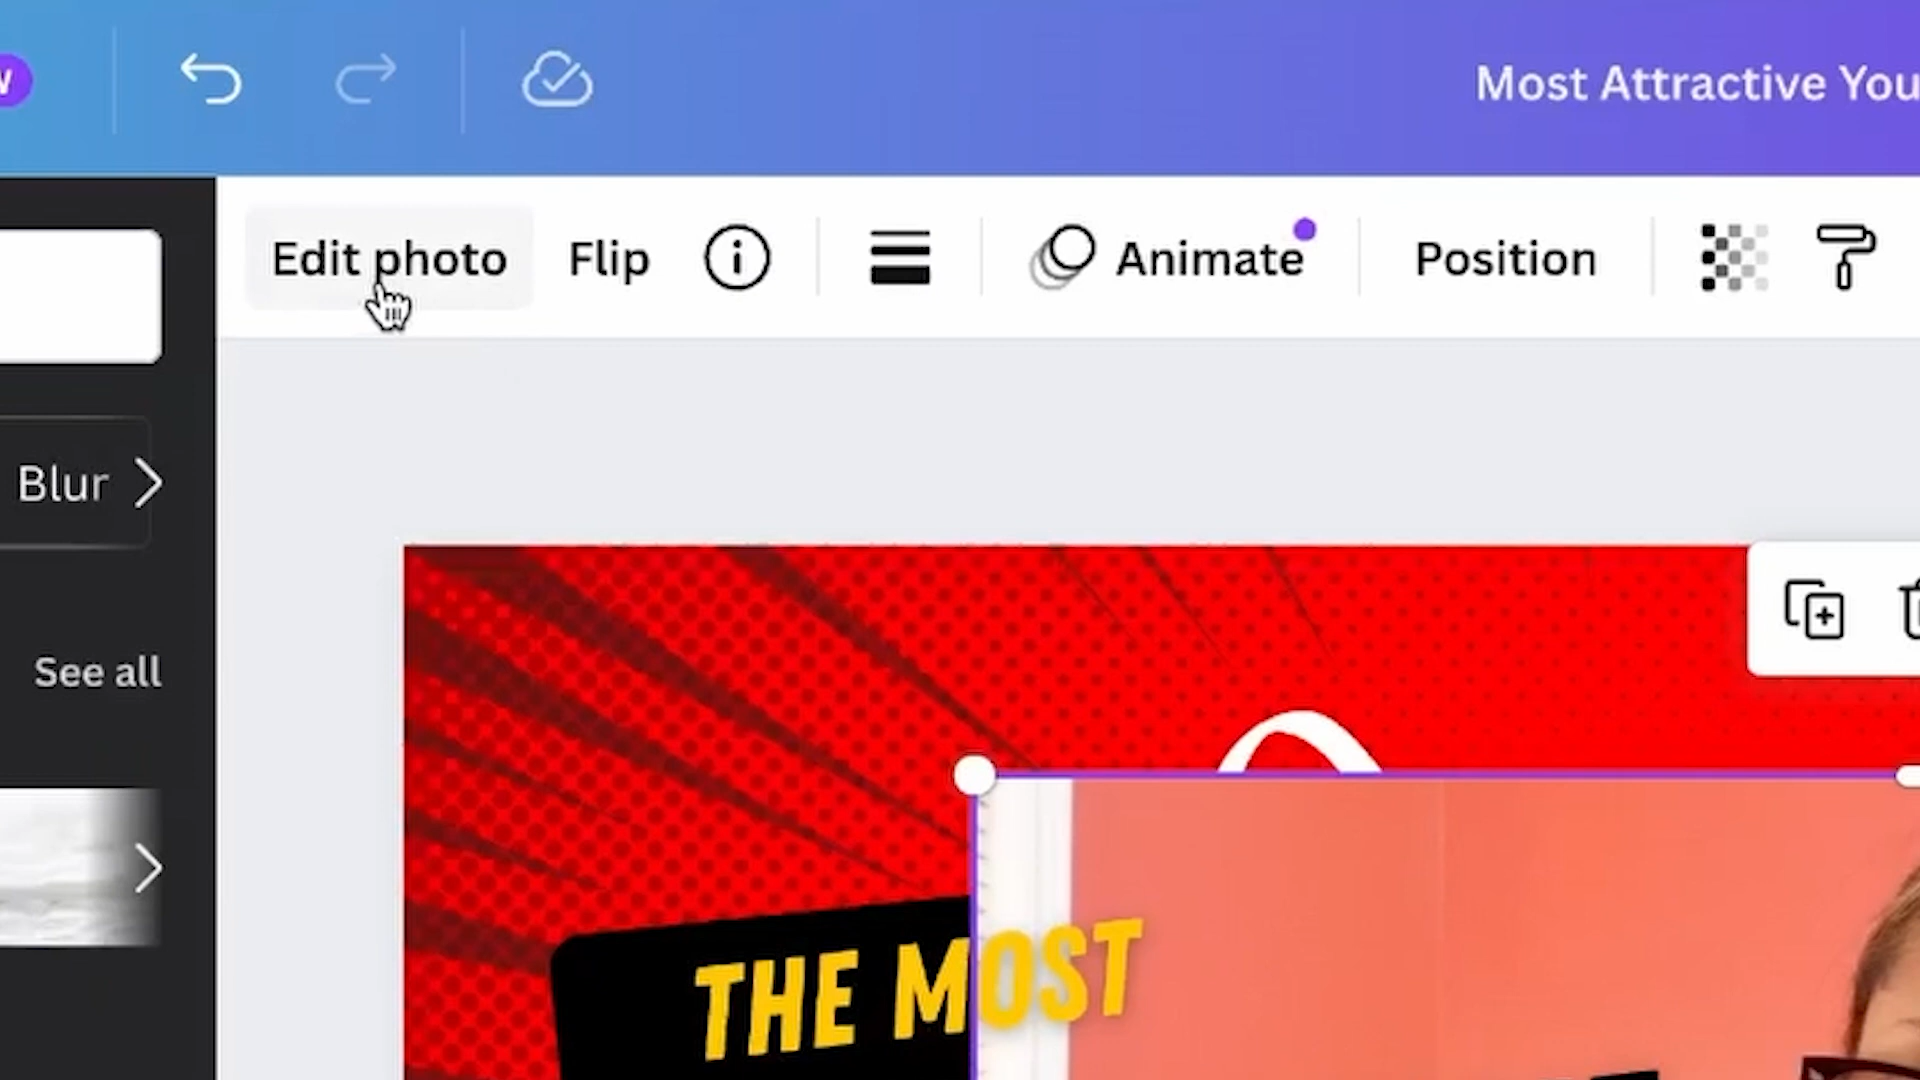 W
Most Attractive You
Edit photo
Flip
Animate
Position
Blur
See all
THE MOST